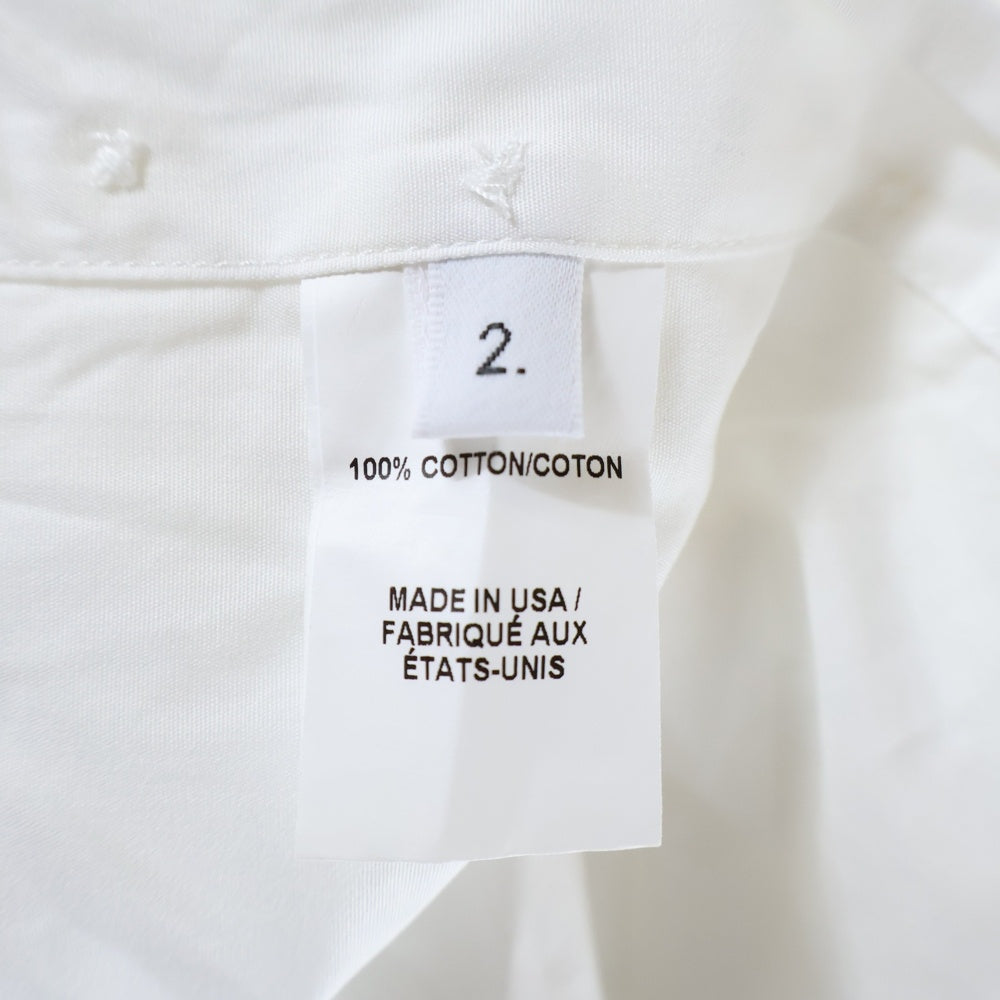 2.
100% COTTON/COTON
MADE IN USA /
FABRIQUÉ AUX
ÉTATS-UNIS